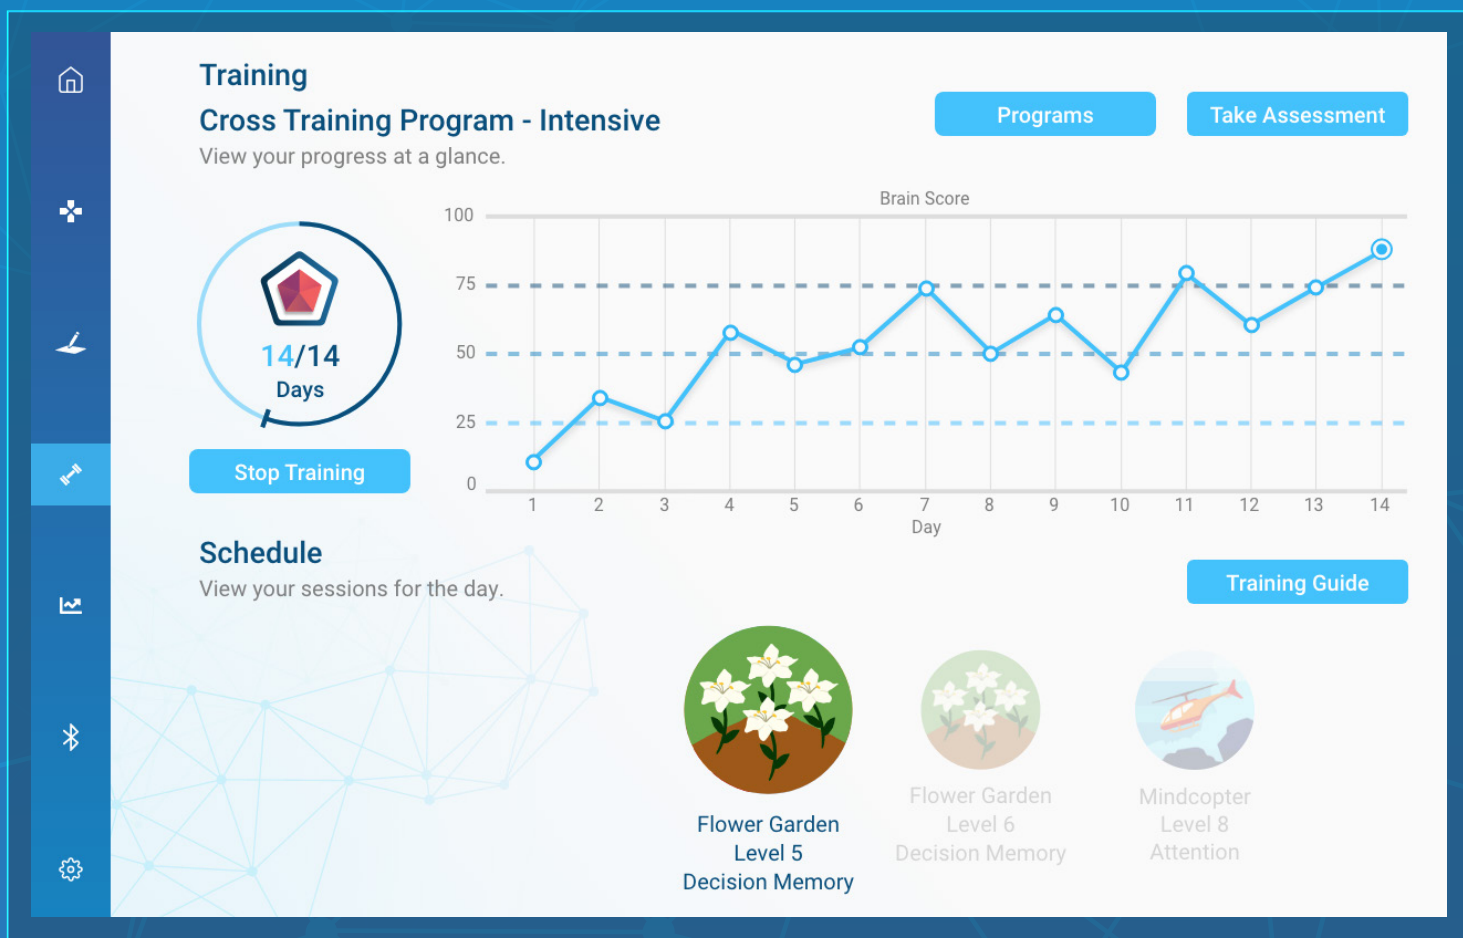 Training
Cross Training Program - Intensive
View your progress at a glance.
Programs
Take Assessment
Brain Score
100
75
50
25
0
1 2 3 4 5 6 7 8 9 10 11 12 13 14
Day
14/14
Days
Stop Training
Schedule
View your sessions for the day.
Training Guide
Flower Garden
Level 5
Decision Memory
Flower Garden
Level 6
Decision Memory
Mindcopter
Level 8
Attention